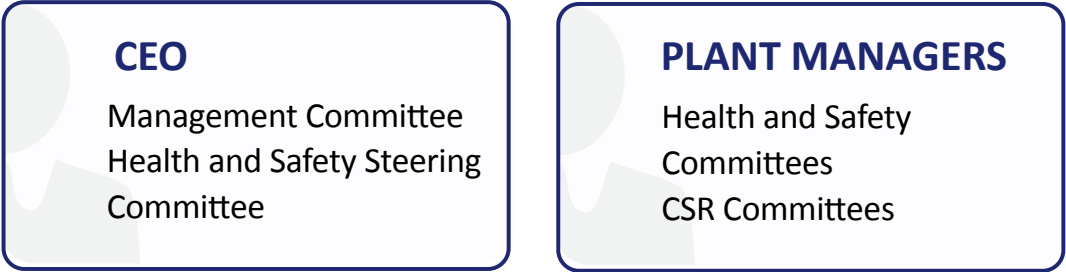 CEO
Management Committee
Health and Safety Steering
Committee
PLANT MANAGERS
Health and Safety
Committees
CSR Committees